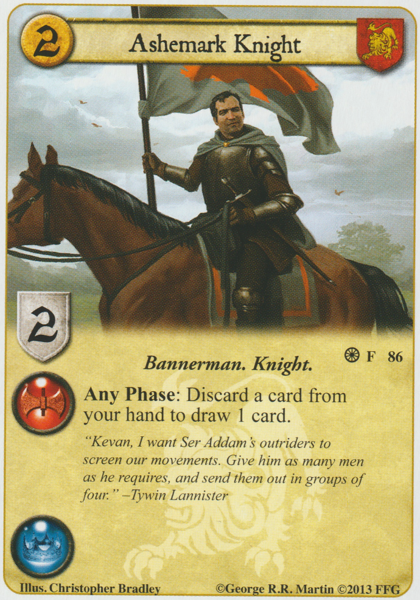 2
Ashemark Knight
2
Bannerman. Knight.
F 86
Any Phase: Discard a card from
your hand to draw 1 card.
“Kevan, I want Ser Addam’s outriders to
screen our movements. Give him as many men
as he requires, and send them out in groups of
four.” –Tywin Lannister
Illus. Christopher Bradley
©George R.R. Martin ©2013 FFG